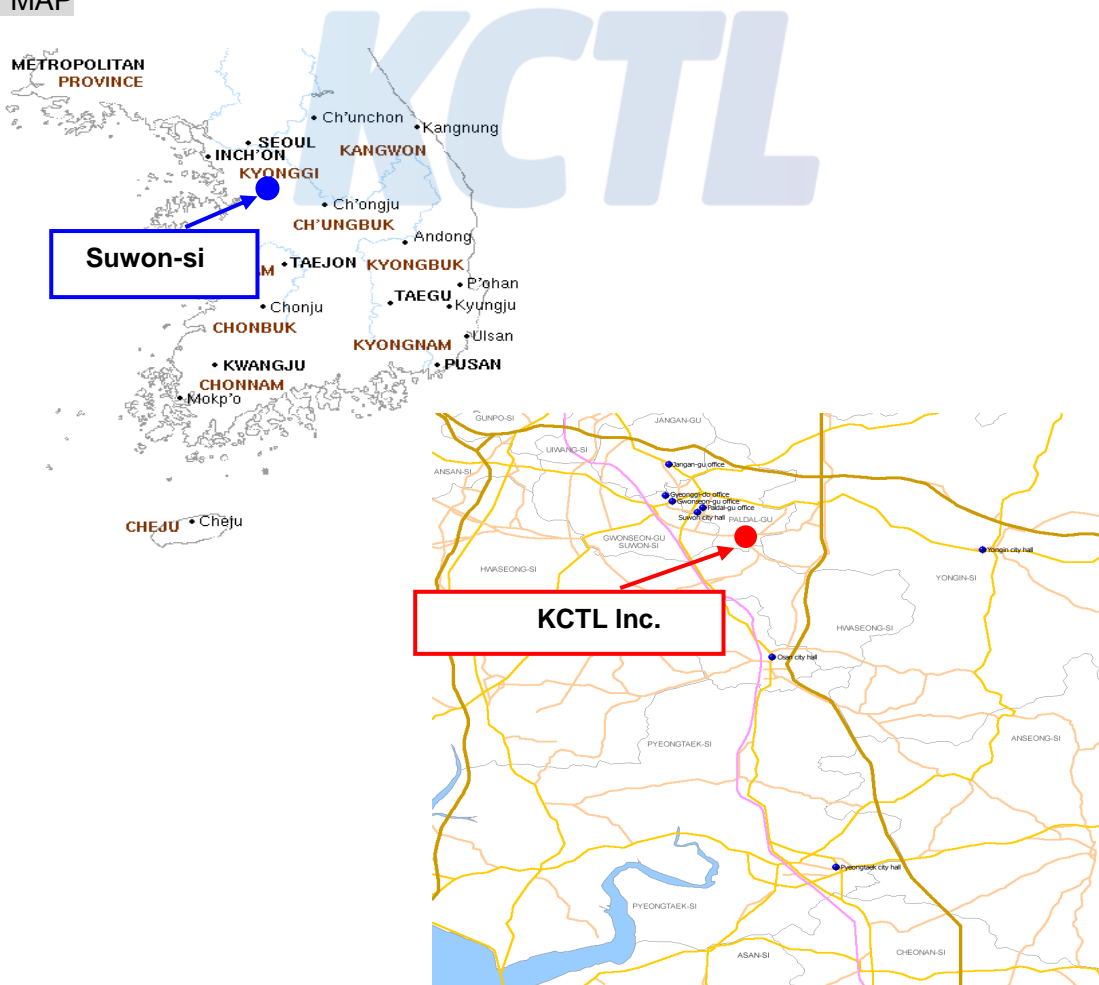 MAP
KCTL
METROPOLITAN
PROVINCE
Ch'unchon
Kangnung
SEOUL
INCH'ON
KANGWON
KYONGGI
Ch'ongju
CH'UNGBUK
Andong
Suwon-si
M
TAEJON
KYONGBUK
P'ohan
TAEGU
Kyungju
Chonju
CHONBUK
Ulsan
KYONGNAM
KWANGJU
PUSAN
CHONNAM
Mokp'o
CHEJU
Cheju
GUNPO-SI
JANGAN-GU
UIWANG-SI
Jangan-gu office
ANSAN-SI
Gyeonggi-do office
Gwonseon-gu office
Paldal-gu office
Suwon city hall
PALDAL-GU
GWONSEON-GU
SUWON-SI
Yongin city hall
HWASEONG-SI
YONGIN-SI
KCTL Inc.
HWASEONG-SI
Osan city hall
PYEONGTAEK-SI
ANSEONG-SI
Pyeongtaek city hall
PYEONGTAEK-SI
ASAN-SI
CHEONAN-SI